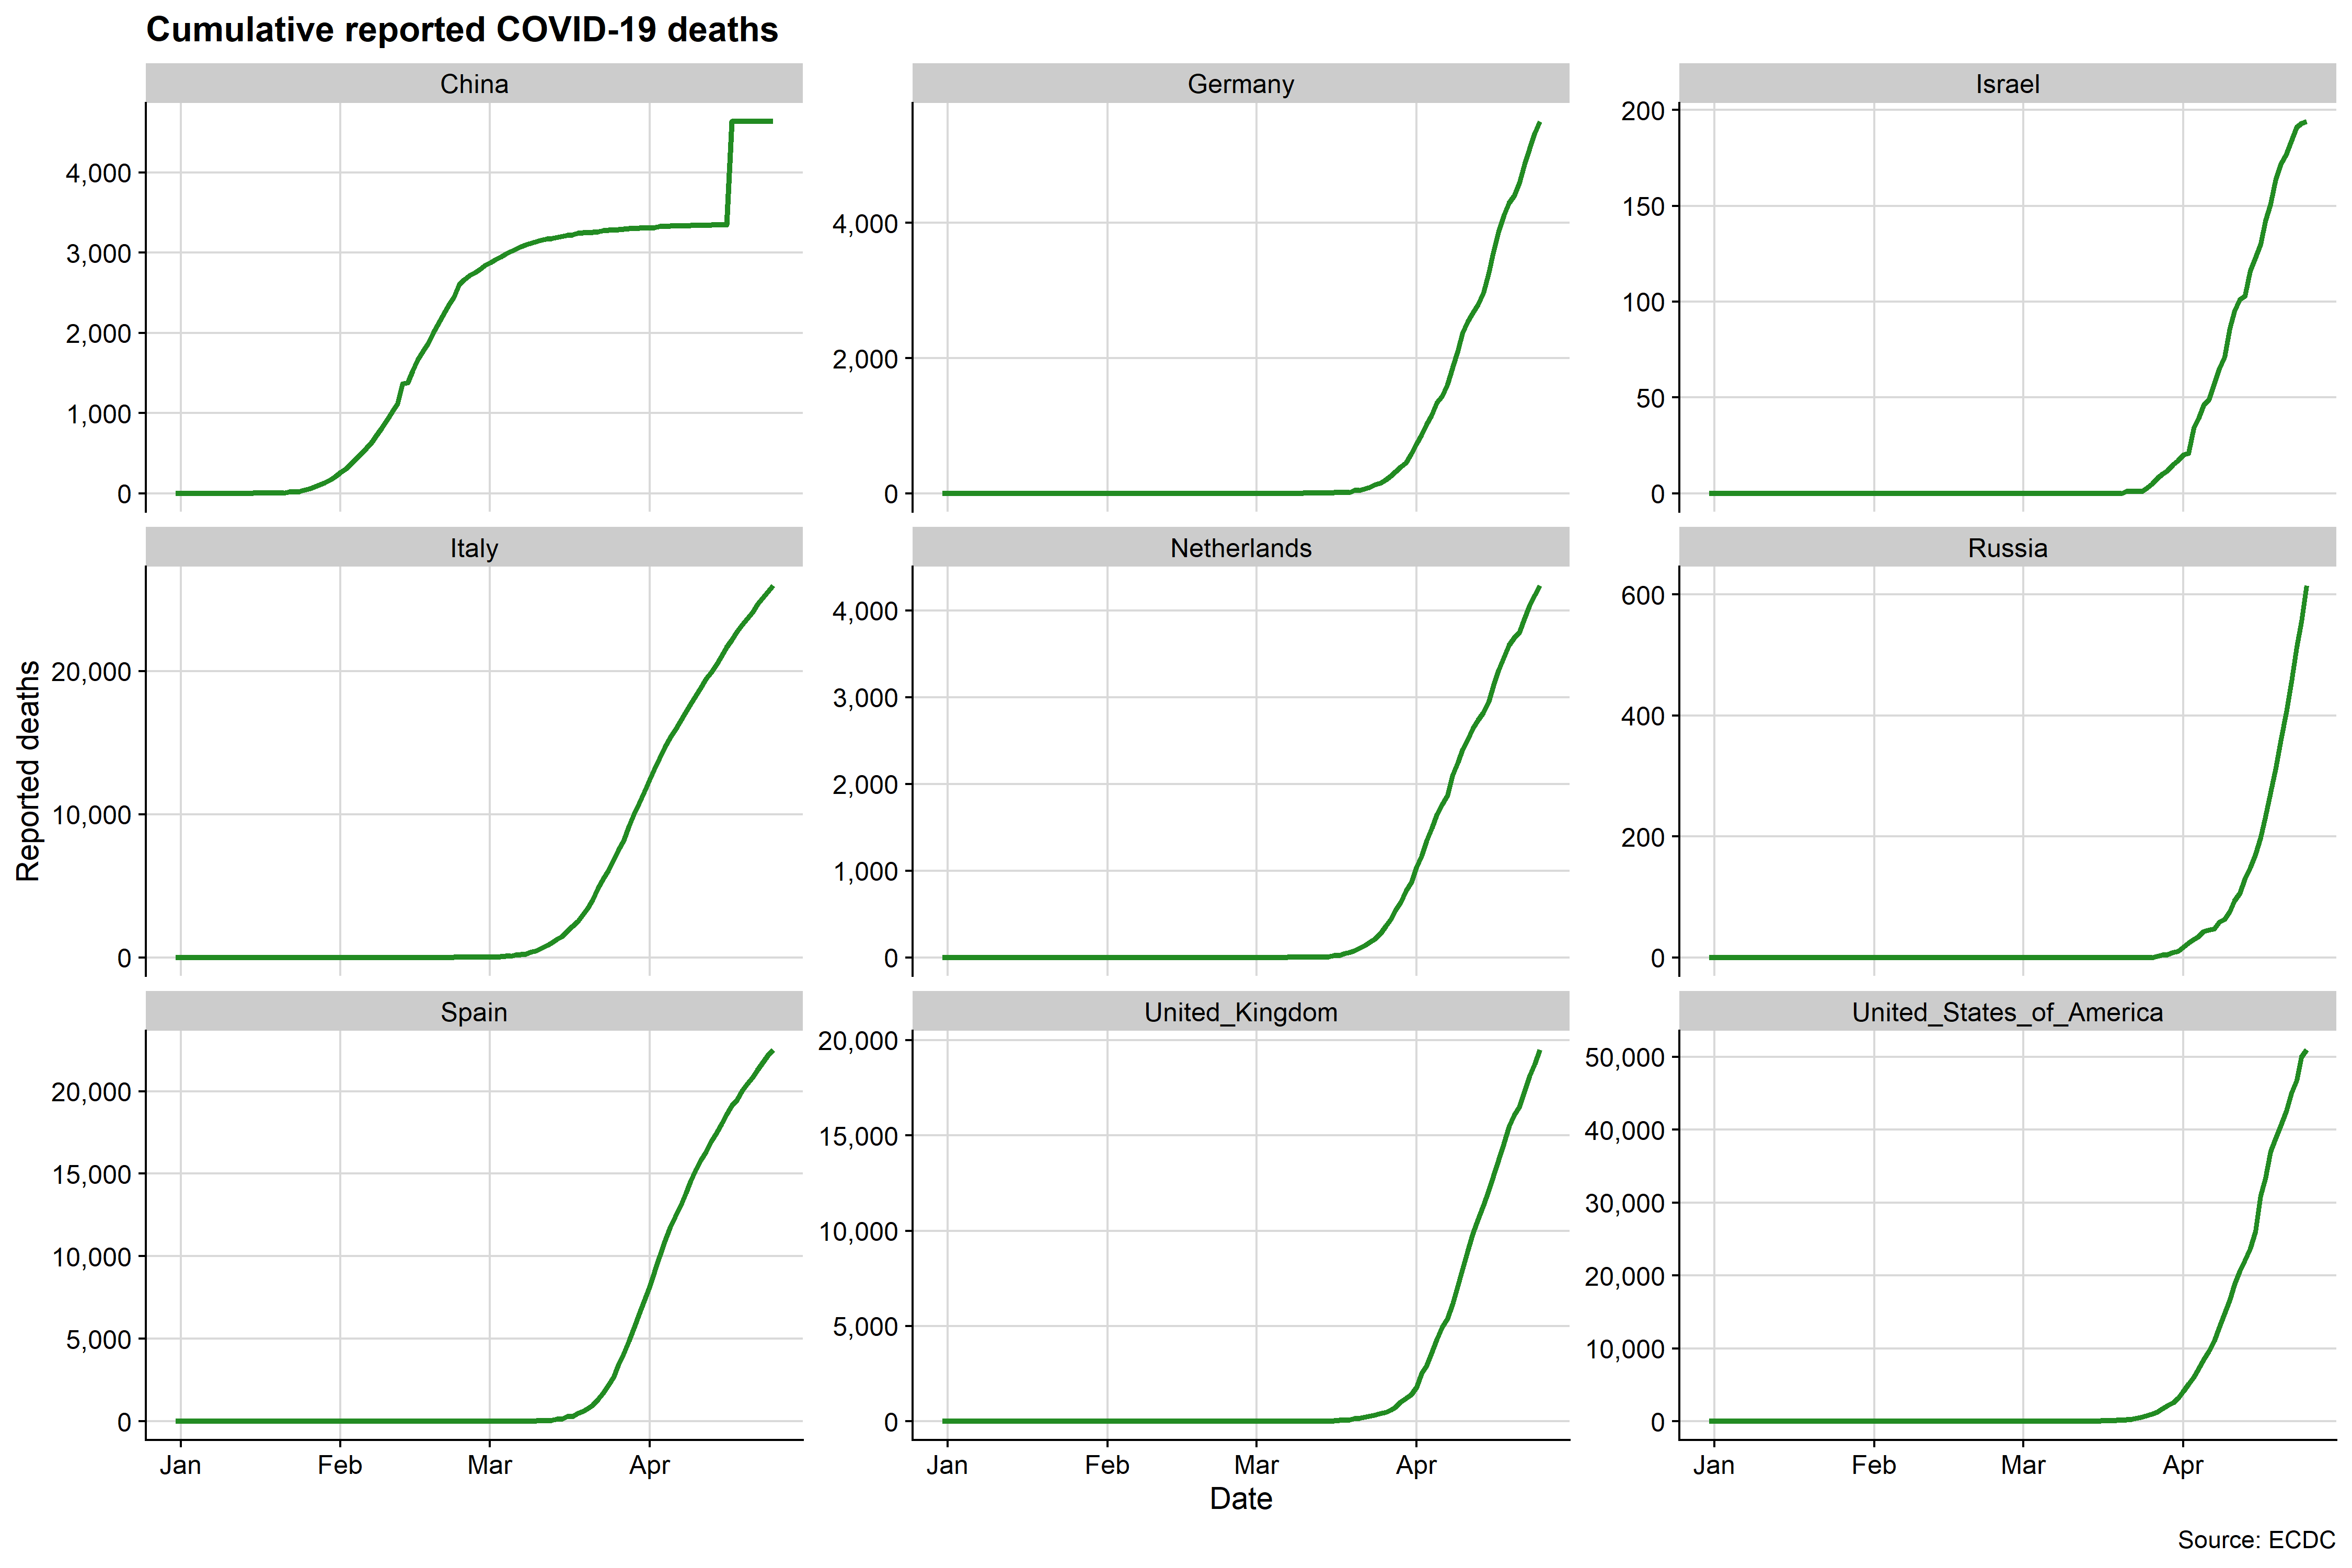 Cumulative reported COVID-19 deaths
China
Germany
Israel
4,000
3,000
2,000
1,000
0
4,000
2,000
0
200
150
100
50
0
Italy
Netherlands
Russia
Reported deaths
20,000
10,000
0
4,000
3,000
2,000
1,000
0
600
400
200
0
Spain
United_Kingdom
United_States_of_America
20,000
15,000
10,000
5,000
0
20,000
15,000
10,000
5,000
0
50,000
40,000
30,000
20,000
10,000
0
Jan Feb Mar Apr
Jan Feb Mar Apr
Jan Feb Mar Apr
Date
Source: ECDC